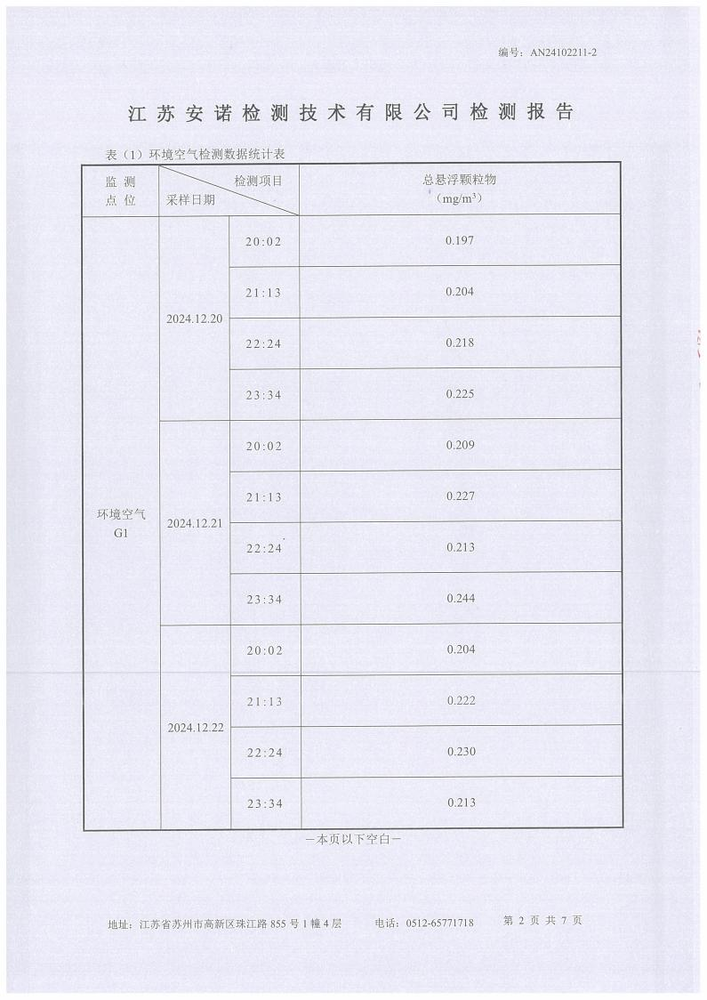 编号：AN24102211-2
江苏安诺检测技术有限公司检测报告
表（1）环境空气检测数据统计表
监 测
点 位
检测项目
采样日期
总悬浮颗粒物
（mg/m³）
环境空气
G1
2024.12.20
20:02 0.197
21:13 0.204
22:24 0.218
23:34 0.225
2024.12.21
20:02 0.209
21:13 0.227
22:24 0.213
23:34 0.244
2024.12.22
20:02 0.204
21:13 0.222
22:24 0.230
23:34 0.213
－本页以下空白－
地址：江苏省苏州市高新区珠江路 855 号 1 幢 4 层 电话：0512-65771718 第 2 页 共 7 页